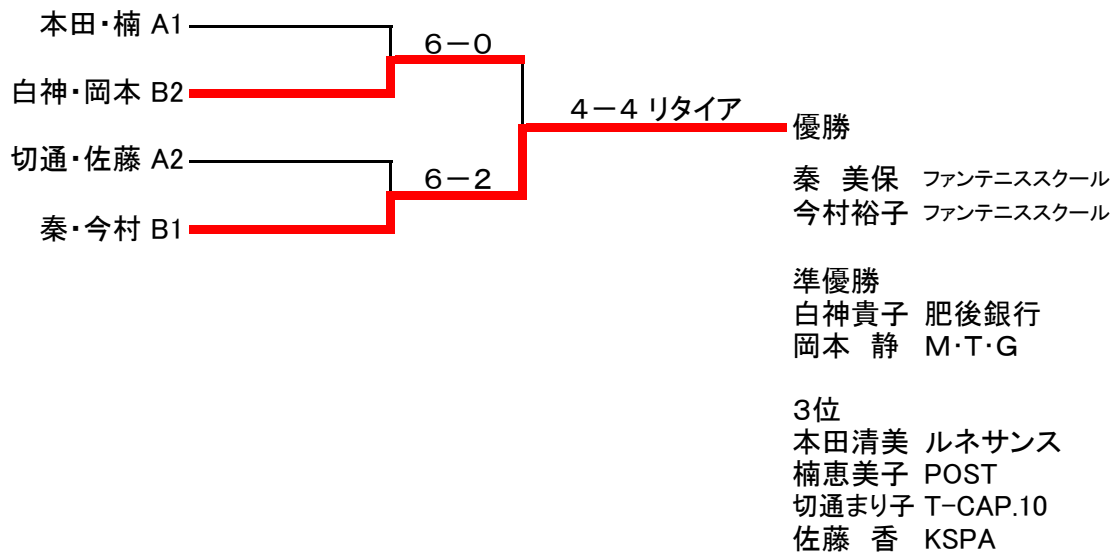 本田・楠 A1
6－0
白神・岡本 B2
4－4 リタイア
優勝
切通・佐藤 A2
6－2
秦　美保 ファンテニススクール
今村裕子 ファンテニススクール
秦・今村 B1
準優勝
白神貴子 肥後銀行
岡本　静 M・T・G
3位
本田清美 ルネサンス
楠恵美子 POST
切通まり子 T-CAP.10
佐藤　香 KSPA